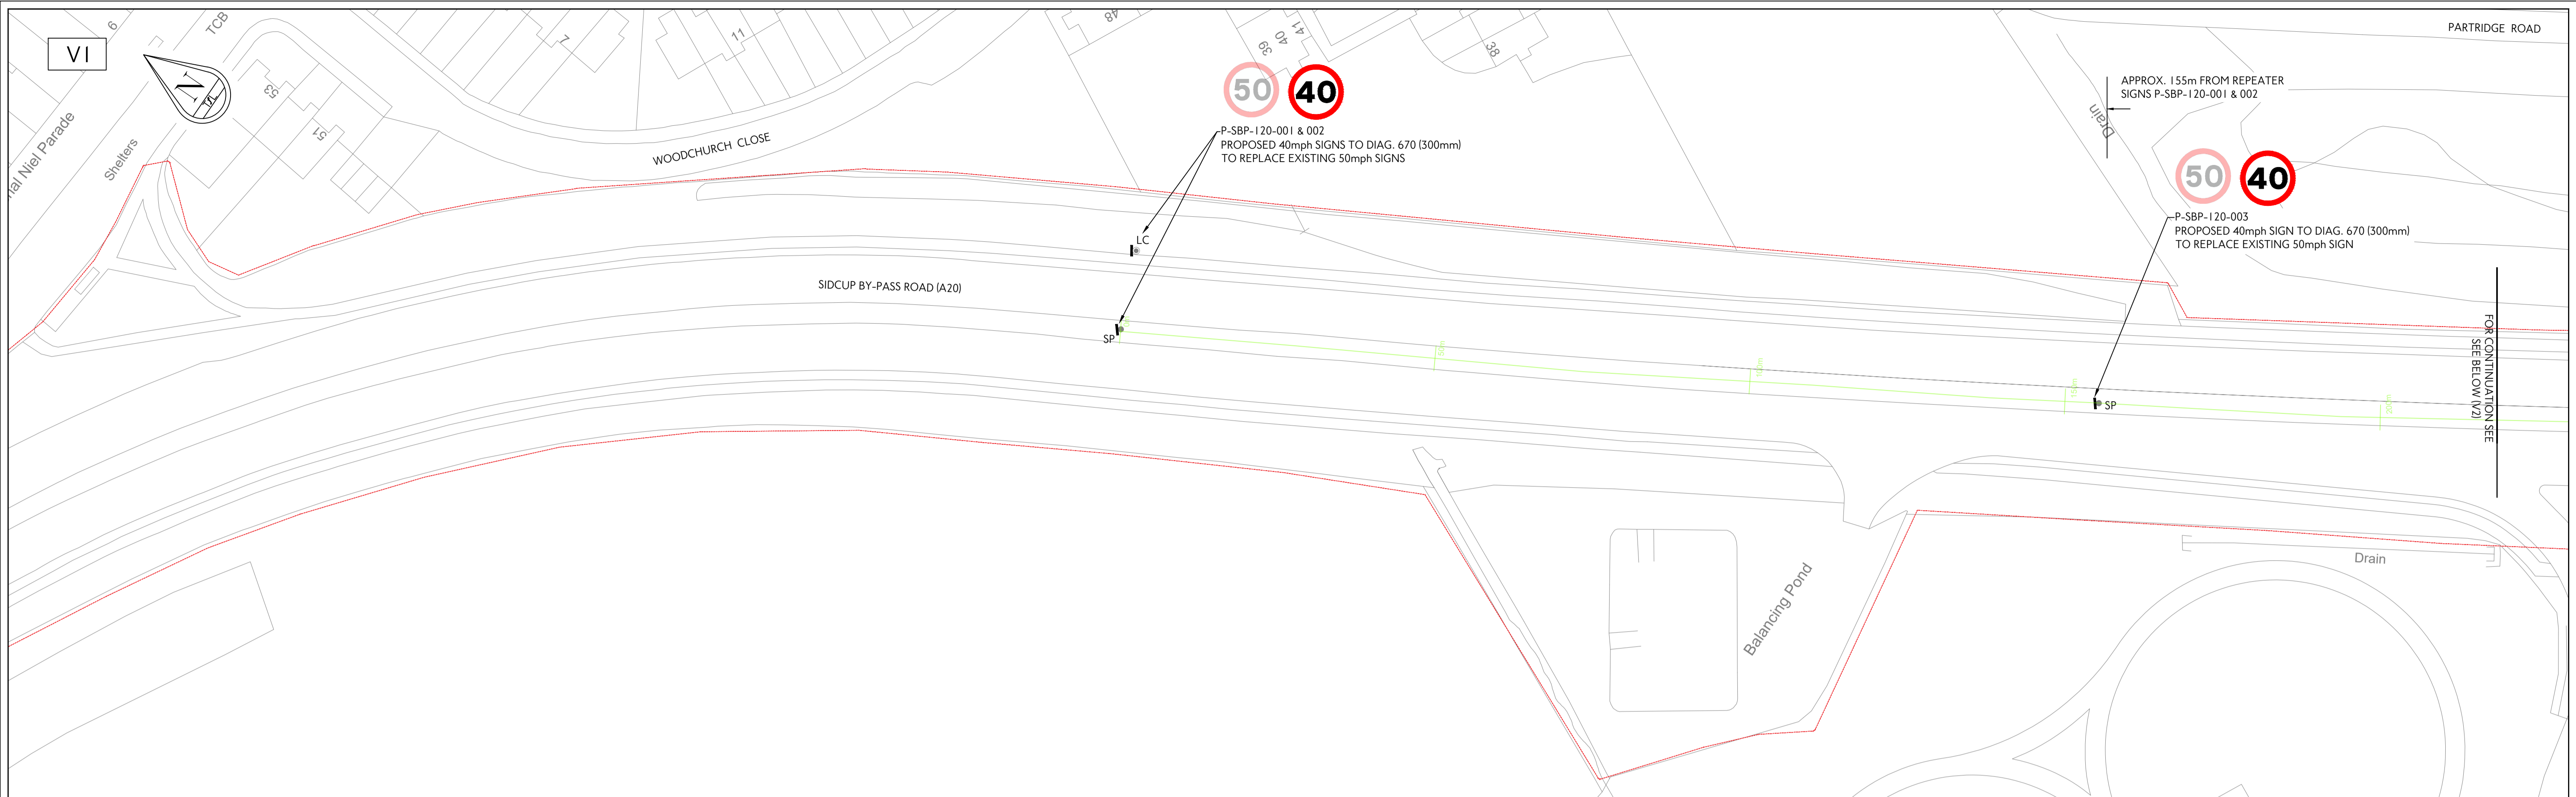 V1
N
6
TCB
Shelters
53
51
7
11
WOODCHURCH CLOSE
48
39
40
41
38
50
40
P-SBP-120-001 & 002
PROPOSED 40mph SIGNS TO DIAG. 670 (300mm)
TO REPLACE EXISTING 50mph SIGNS
LC
SP
SIDCUP BY-PASS ROAD (A20)
PARTRIDGE ROAD
APPROX. 155m FROM REPEATER
SIGNS P-SBP-120-001 & 002
Drain
50
40
P-SBP-120-003
PROPOSED 40mph SIGN TO DIAG. 670 (300mm)
TO REPLACE EXISTING 50mph SIGN
SP
FOR CONTINUATION SEE
SEE BELOW (V2)
Balancing Pond
Drain